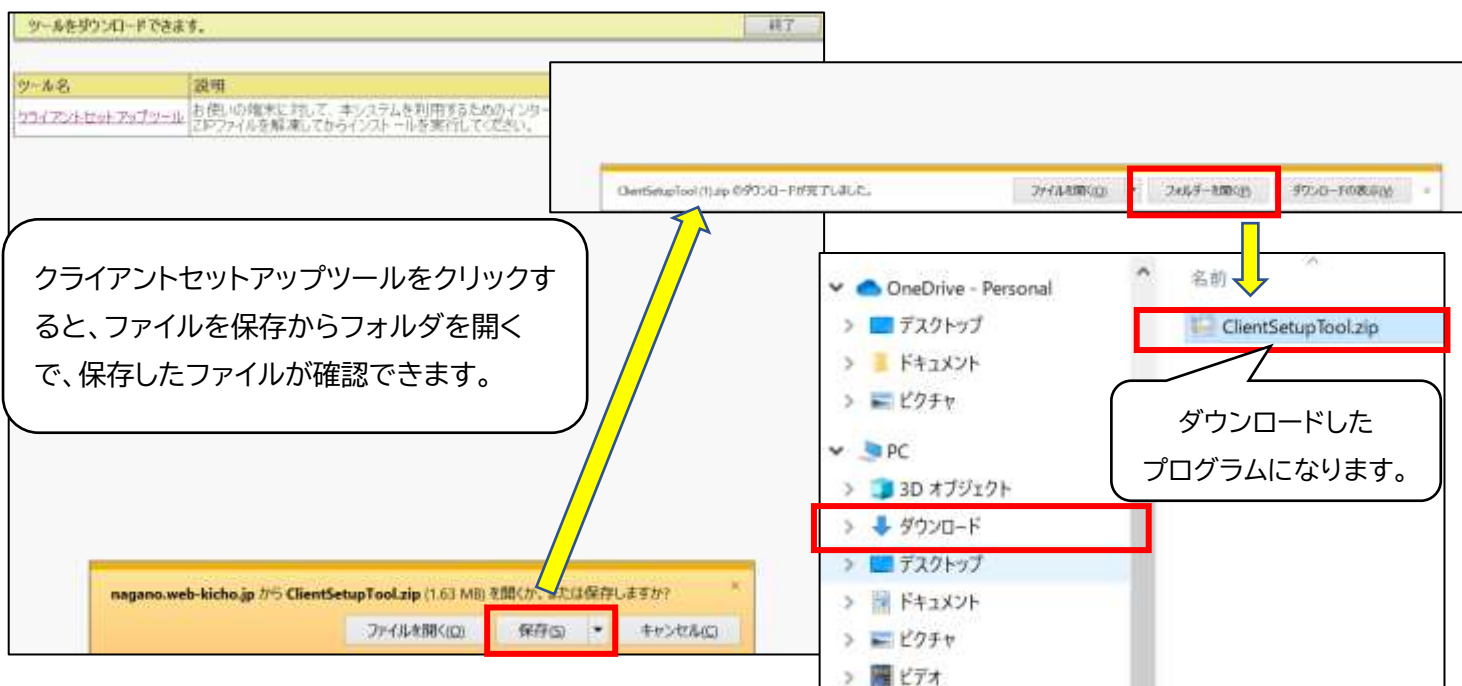 ツールをダウンロードできます。
終了
ツール名
説明
クライアントセットアップツール
お使いの端末に対して、本システムを利用するためのインター
ZIPファイルを解凍してからインストールを実行してください。
ClientSetupTool (1).zip のダウンロードが完了しました。
ファイルを開く(O)
フォルダーを開く(P)
ダウンロードの表示(V)
×
クライアントセットアップツールをクリックす
ると、ファイルを保存からフォルダを開く
で、保存したファイルが確認できます。
OneDrive - Personal
デスクトップ
ドキュメント
ピクチャ
PC
3D オブジェクト
ダウンロード
デスクトップ
ドキュメント
ピクチャ
ビデオ
名前
ClientSetupTool.zip
ダウンロードした
プログラムになります。
nagano.web-kicho.jp から ClientSetupTool.zip (1.63 MB) を開くか、または保存しますか?
×
ファイルを開く(O)
保存(S)
キャンセル(C)